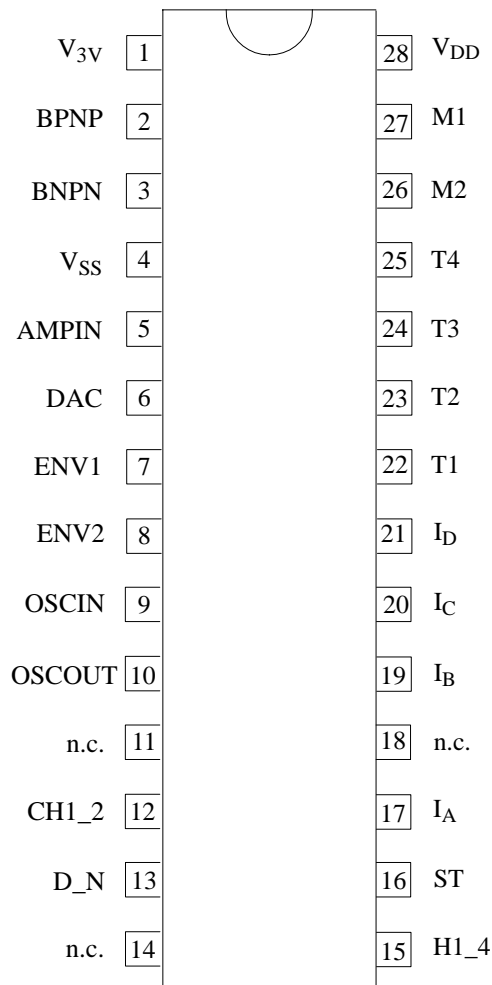 V3V 1 28 VDD
BPNP 2 27 M1
BNPN 3 26 M2
VSS 4 25 T4
AMPIN 5 24 T3
DAC 6 23 T2
ENV1 7 22 T1
ENV2 8 21 ID
OSCIN 9 20 IC
OSCOUT 10 19 IB
n.c. 11 18 n.c.
CH1_2 12 17 IA
D_N 13 16 ST
n.c. 14 15 H1_4